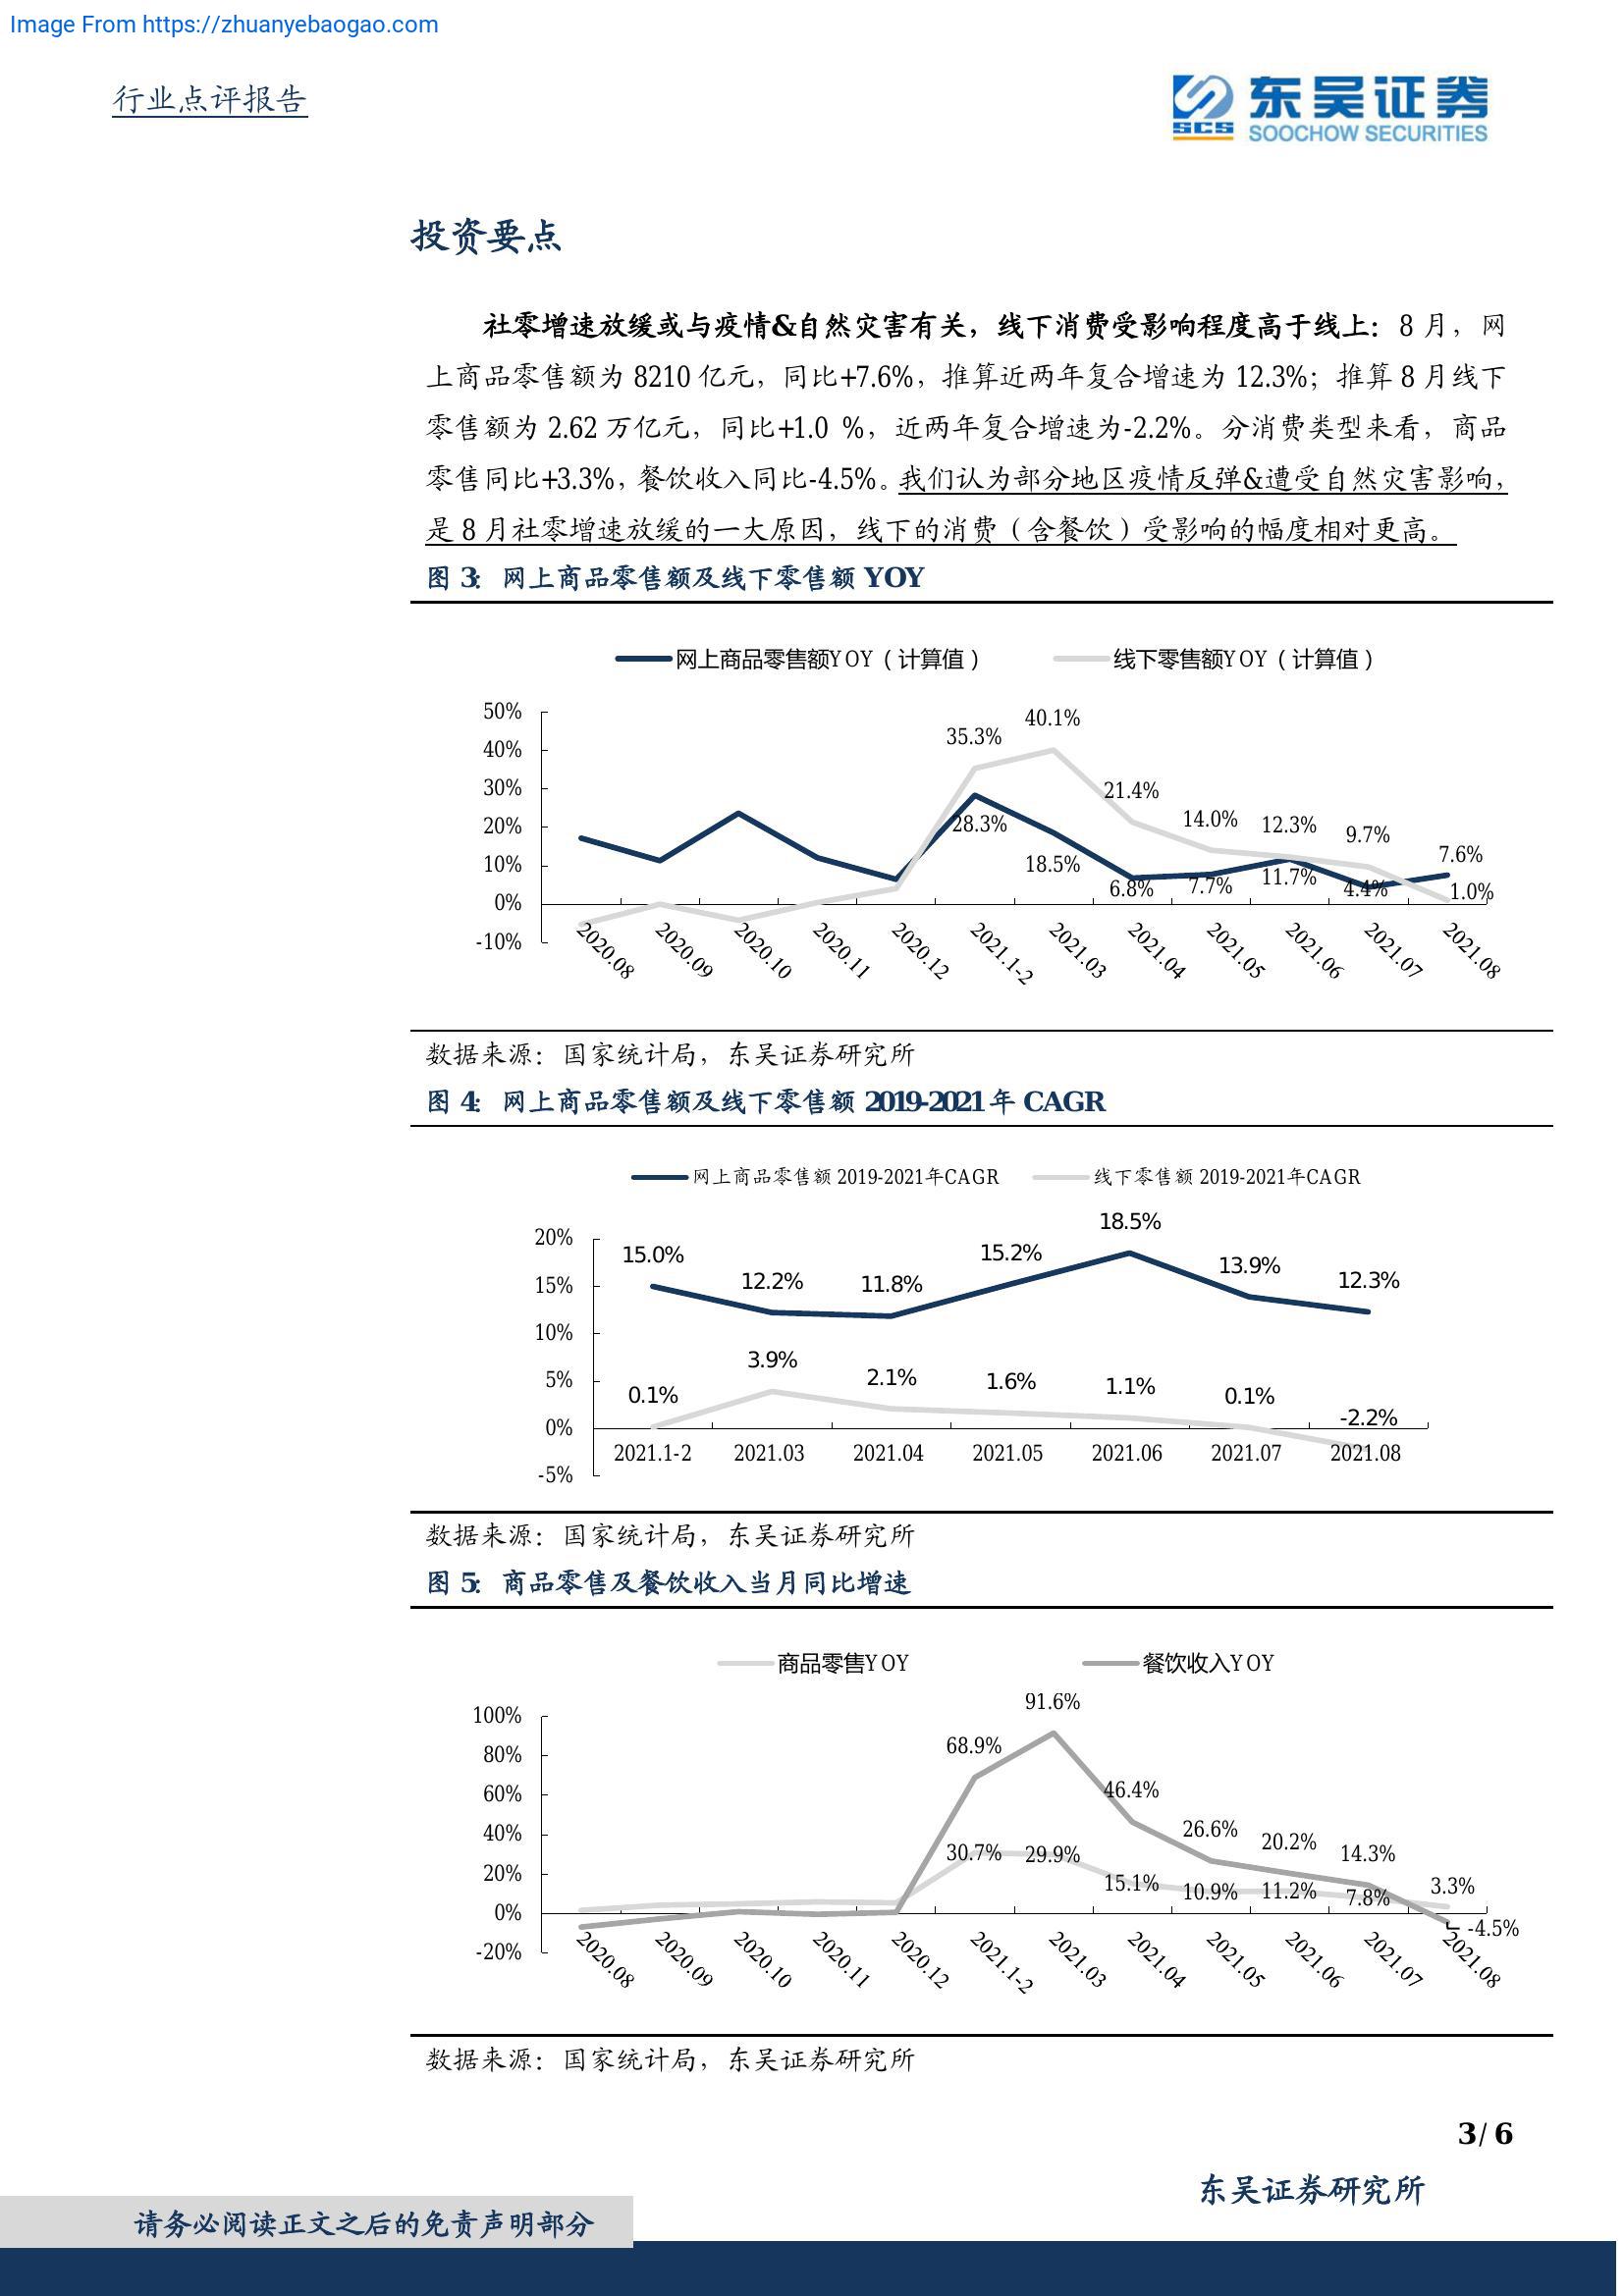 Image From https://zhuanyebaogao.com
行业点评报告
SCS
东吴证券
SOOCHOW SECURITIES
投资要点
社零增速放缓或与疫情&自然灾害有关，线下消费受影响程度高于线上：8 月，网
上商品零售额为 8210 亿元，同比+7.6%，推算近两年复合增速为 12.3%；推算 8 月线下
零售额为 2.62 万亿元，同比+1.0 %，近两年复合增速为-2.2%。分消费类型来看，商品
零售同比+3.3%，餐饮收入同比-4.5%。我们认为部分地区疫情反弹&遭受自然灾害影响，
是 8 月社零增速放缓的一大原因，线下的消费（含餐饮）受影响的幅度相对更高。
图 3：网上商品零售额及线下零售额 YOY
网上商品零售额YOY（计算值） 线下零售额YOY（计算值）
50%
40%
30%
20%
10%
0%
-10%
35.3% 40.1% 21.4% 14.0% 12.3% 9.7% 1.0%
28.3% 18.5% 6.8% 7.7% 11.7% 4.4% 7.6%
2020.08 2020.09 2020.10 2020.11 2020.12 2021.1-2 2021.03 2021.04 2021.05 2021.06 2021.07 2021.08
数据来源：国家统计局，东吴证券研究所
图 4：网上商品零售额及线下零售额 2019-2021 年 CAGR
网上商品零售额 2019-2021年CAGR 线下零售额 2019-2021年CAGR
20%
15%
10%
5%
0%
-5%
15.0% 12.2% 11.8% 15.2% 18.5% 13.9% 12.3%
0.1% 3.9% 2.1% 1.6% 1.1% 0.1% -2.2%
2021.1-2 2021.03 2021.04 2021.05 2021.06 2021.07 2021.08
数据来源：国家统计局，东吴证券研究所
图 5：商品零售及餐饮收入当月同比增速
商品零售YOY 餐饮收入YOY
100%
80%
60%
40%
20%
0%
-20%
68.9% 91.6% 46.4% 26.6% 20.2% 14.3% -4.5%
30.7% 29.9% 15.1% 10.9% 11.2% 7.8% 3.3%
2020.08 2020.09 2020.10 2020.11 2020.12 2021.1-2 2021.03 2021.04 2021.05 2021.06 2021.07 2021.08
数据来源：国家统计局，东吴证券研究所
3 / 6
东吴证券研究所
请务必阅读正文之后的免责声明部分